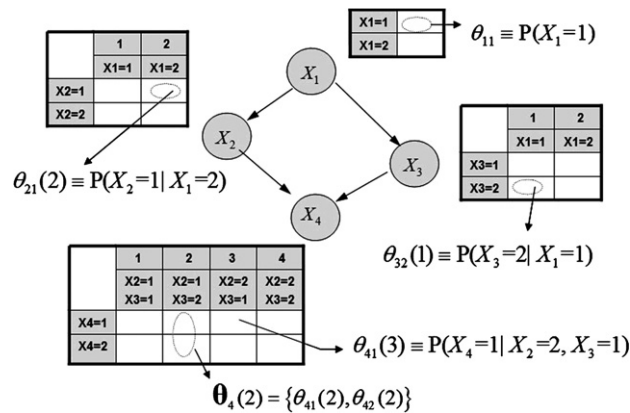 X1=1
X1=2
θ₁₁ ≡ P(X₁=1)
1 2
X1=1 X1=2
X2=1
X2=2
X₁
X₂
X₃
X₄
1 2
X1=1 X1=2
X3=1
X3=2
θ₂₁(2) ≡ P(X₂=1| X₁=2)
θ₃₂(1) ≡ P(X₃=2| X₁=1)
1 2 3 4
X2=1 X2=1 X2=2 X2=2
X3=1 X3=2 X3=1 X3=2
X4=1
X4=2
θ₄₁(3) ≡ P(X₄=1| X₂=2, X₃=1)
θ₄(2) = {θ₄₁(2), θ₄₂(2)}